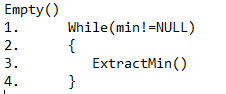 Empty()
1.      While(min!=NULL)
2.      {
3.         ExtractMin()
4.      }